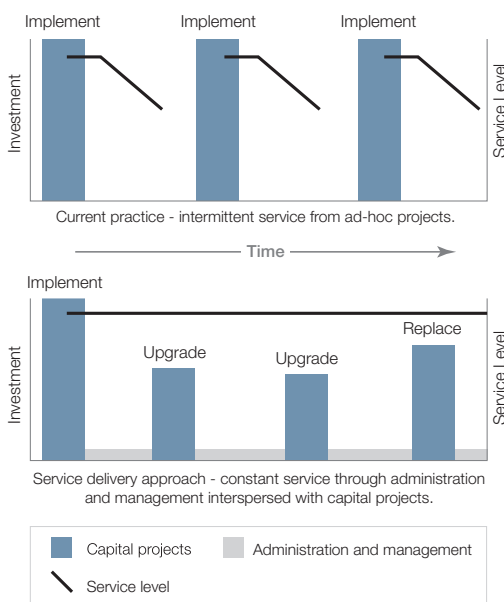 Implement Implement Implement
Investment
Service Level
Current practice - intermittent service from ad-hoc projects.
Time
Implement
Upgrade
Upgrade
Replace
Investment
Service Level
Service delivery approach - constant service through administration
and management interspersed with capital projects.
Capital projects
Administration and management
Service level